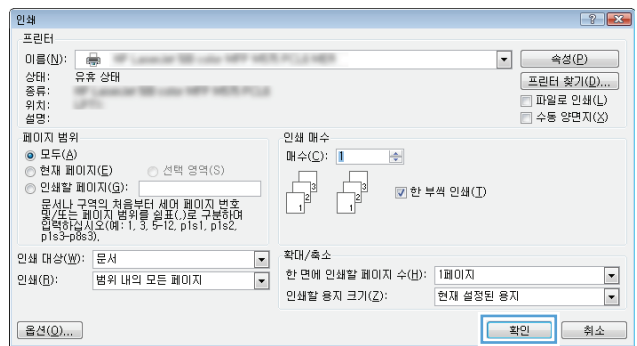 인쇄
프린터
이름(N):
속성(P)
상태: 유휴 상태
프린터 찾기(D)...
종류:
파일로 인쇄(L)
위치:
수동 양면지(X)
설명:
페이지 범위
모두(A)
현재 페이지(E) 선택 영역(S)
인쇄할 페이지(G):
문서나 구역의 처음부터 세어 페이지 번호
및/또는 페이지 범위를 쉼표(,)로 구분하여
입력하십시오(예: 1, 3, 5-12, p1s1, p1s2,
p1s3-p8s3).
인쇄 매수
매수(C): 1
3 2 1 3 2 1
한 부씩 인쇄(T)
인쇄 대상(W): 문서
인쇄(R): 범위 내의 모든 페이지
확대/축소
한 면에 인쇄할 페이지 수(H): 1페이지
인쇄할 용지 크기(Z): 현재 설정된 용지
옵션(O)...
확인 취소